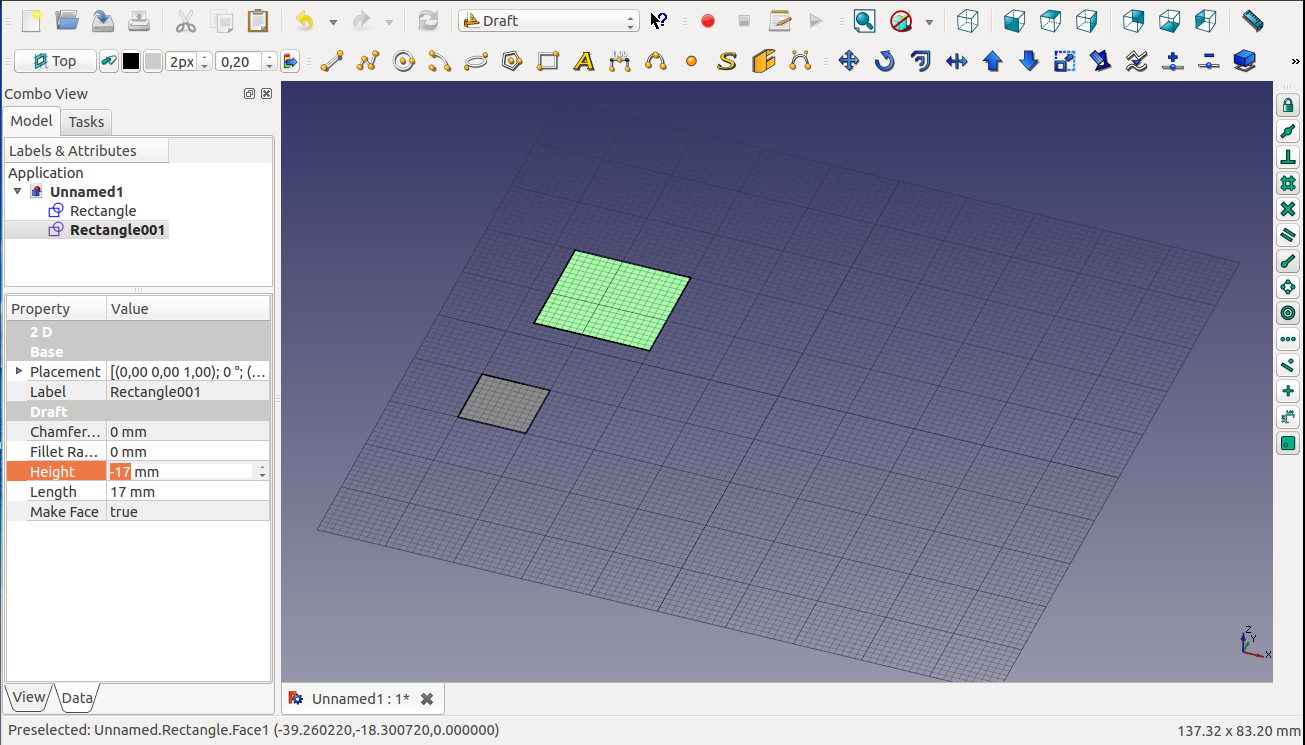 Draft
Top
2px
0,20
Combo View
Model
Tasks
Labels & Attributes
Application
Unnamed1
Rectangle
Rectangle001
Property Value
2 D
Base
Placement [(0,00 0,00 1,00); 0 °; (...
Label Rectangle001
Draft
Chamfer... 0 mm
Fillet Ra... 0 mm
Height -17 mm
Length 17 mm
Make Face true
Z
Y
X
View
Data
Unnamed1 : 1*
Preselected: Unnamed.Rectangle.Face1 (-39.260220,-18.300720,0.000000)
137.32 x 83.20 mm